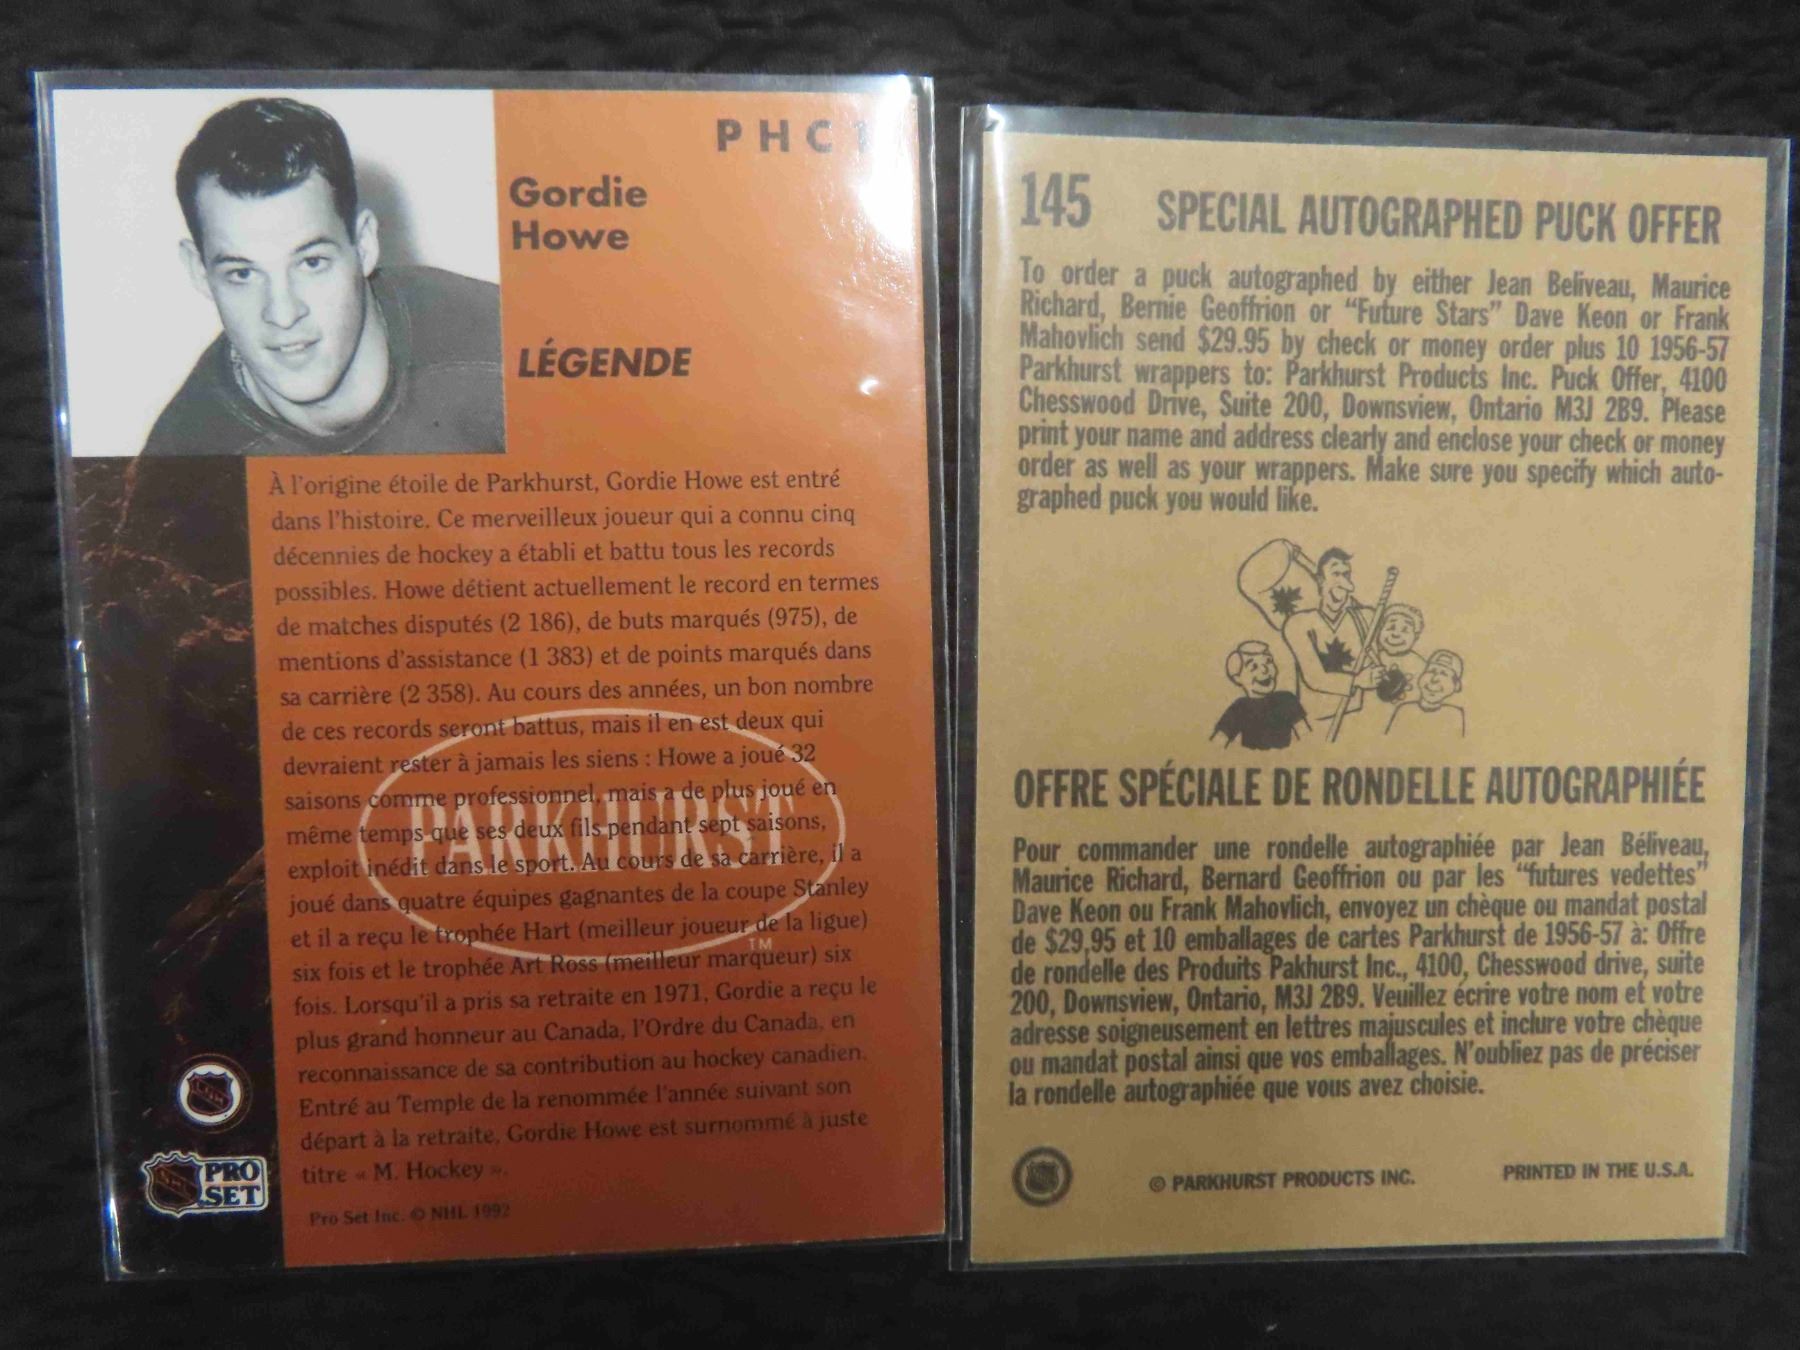 PHC1
Gordie
Howe
LÉGENDE
À l'origine étoile de Parkhurst, Gordie Howe est entré
dans l'histoire. Ce merveilleux joueur qui a connu cinq
décennies de hockey a établi et battu tous les records
possibles. Howe détient actuellement le record en termes
de matches disputés (2 186), de buts marqués (975), de
mentions d'assistance (1 383) et de points marqués dans
sa carrière (2 358). Au cours des années, un bon nombre
de ces records seront battus, mais il en est deux qui
devraient rester à jamais les siens : Howe a joué 32
saisons comme professionnel, mais a de plus joué en
même temps que ses deux fils pendant sept saisons,
exploit inédit dans le sport. Au cours de sa carrière, il a
joué dans quatre équipes gagnantes de la coupe Stanley
et il a reçu le trophée Hart (meilleur joueur de la ligue)
six fois et le trophée Art Ross (meilleur marqueur) six
fois. Lorsqu'il a pris sa retraite en 1971, Gordie a reçu le
plus grand honneur au Canada, l'Ordre du Canada, en
reconnaissance de sa contribution au hockey canadien.
Entré au Temple de la renommée l'année suivant son
départ à la retraite, Gordie Howe est surnommé à juste
titre « M. Hockey ».
PARKHURST
TM
LNH
NHL PRO
SET
Pro Set Inc. © NHL 1992
145
SPECIAL AUTOGRAPHED PUCK OFFER
To order a puck autographed by either Jean Beliveau, Maurice
Richard, Bernie Geoffrion or "Future Stars" Dave Keon or Frank
Mahovlich send $29.95 by check or money order plus 10 1956-57
Parkhurst wrappers to: Parkhurst Products Inc. Puck Offer, 4100
Chesswood Drive, Suite 200, Downsview, Ontario M3J 2B9. Please
print your name and address clearly and enclose your check or money
order as well as your wrappers. Make sure you specify which auto-
graphed puck you would like.
OFFRE SPÉCIALE DE RONDELLE AUTOGRAPHIÉE
Pour commander une rondelle autographiée par Jean Béliveau,
Maurice Richard, Bernard Geoffrion ou par les "futures vedettes"
Dave Keon ou Frank Mahovlich, envoyez un chèque ou mandat postal
de $29.95 et 10 emballages de cartes Parkhurst de 1956-57 à: Offre
de rondelle des Produits Pakhurst Inc., 4100, Chesswood drive, suite
200, Downsview, Ontario, M3J 2B9. Veuillez écrire votre nom et votre
adresse soigneusement en lettres majuscules et inclure votre chèque
ou mandat postal ainsi que vos emballages. N'oubliez pas de préciser
la rondelle autographiée que vous avez choisie.
© PARKHURST PRODUCTS INC.
PRINTED IN THE U.S.A.